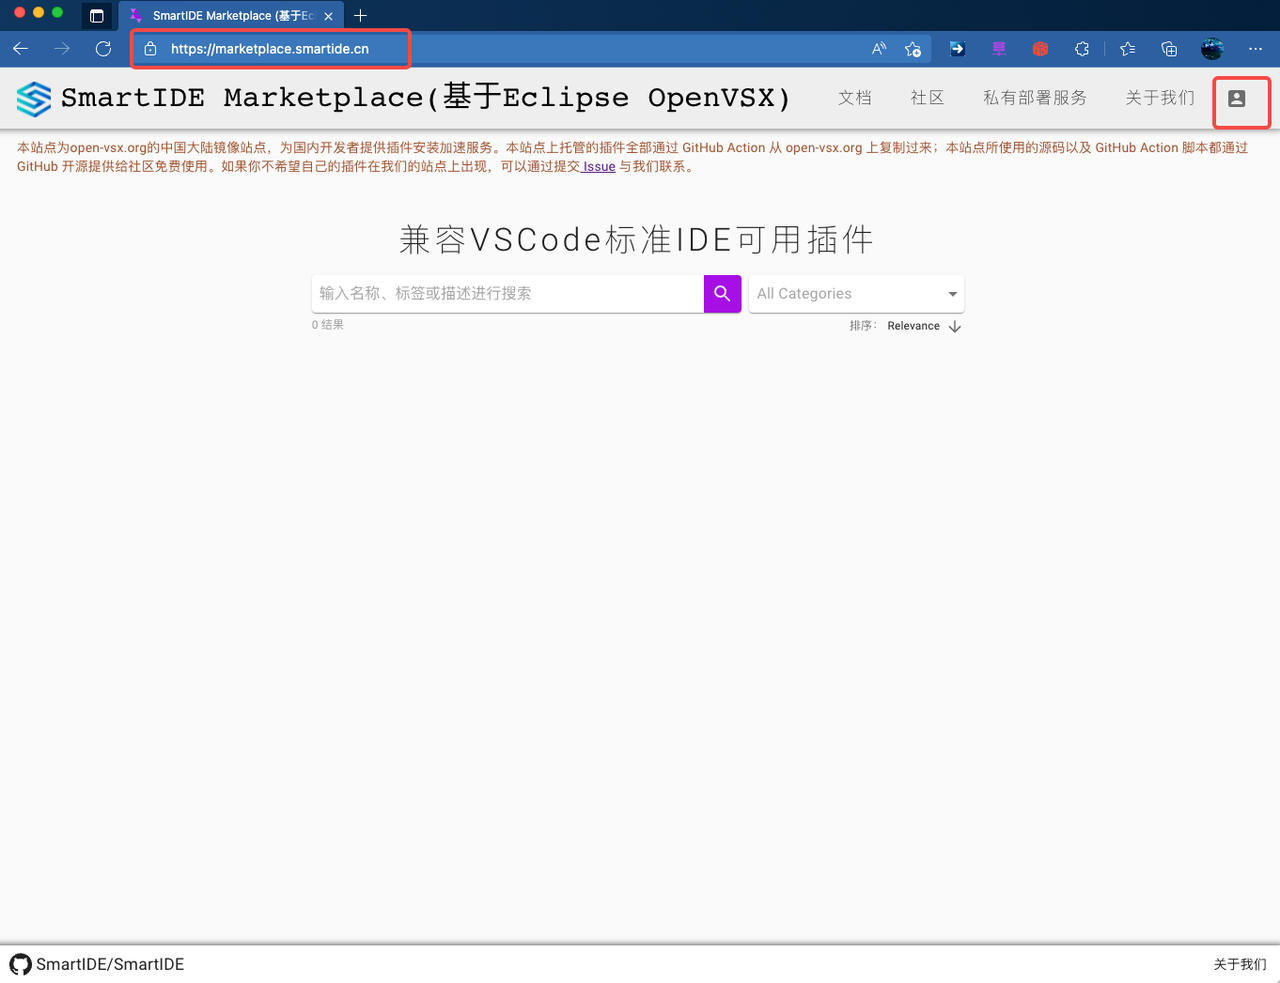 SmartIDE Marketplace (基于Ec
https://marketplace.smartide.cn
SmartIDE Marketplace(基于Eclipse OpenVSX)
文档
社区
私有部署服务
关于我们
本站点为open-vsx.org的中国大陆镜像站点，为国内开发者提供插件安装加速服务。本站点上托管的插件全部通过 GitHub Action 从 open-vsx.org 上复制过来；本站点所使用的源码以及 GitHub Action 脚本都通过
GitHub 开源提供给社区免费使用。如果你不希望自己的插件在我们的站点上出现，可以通过提交 Issue 与我们联系。
兼容VSCode标准IDE可用插件
输入名称、标签或描述进行搜索
All Categories
0 结果
排序： Relevance
SmartIDE/SmartIDE
关于我们